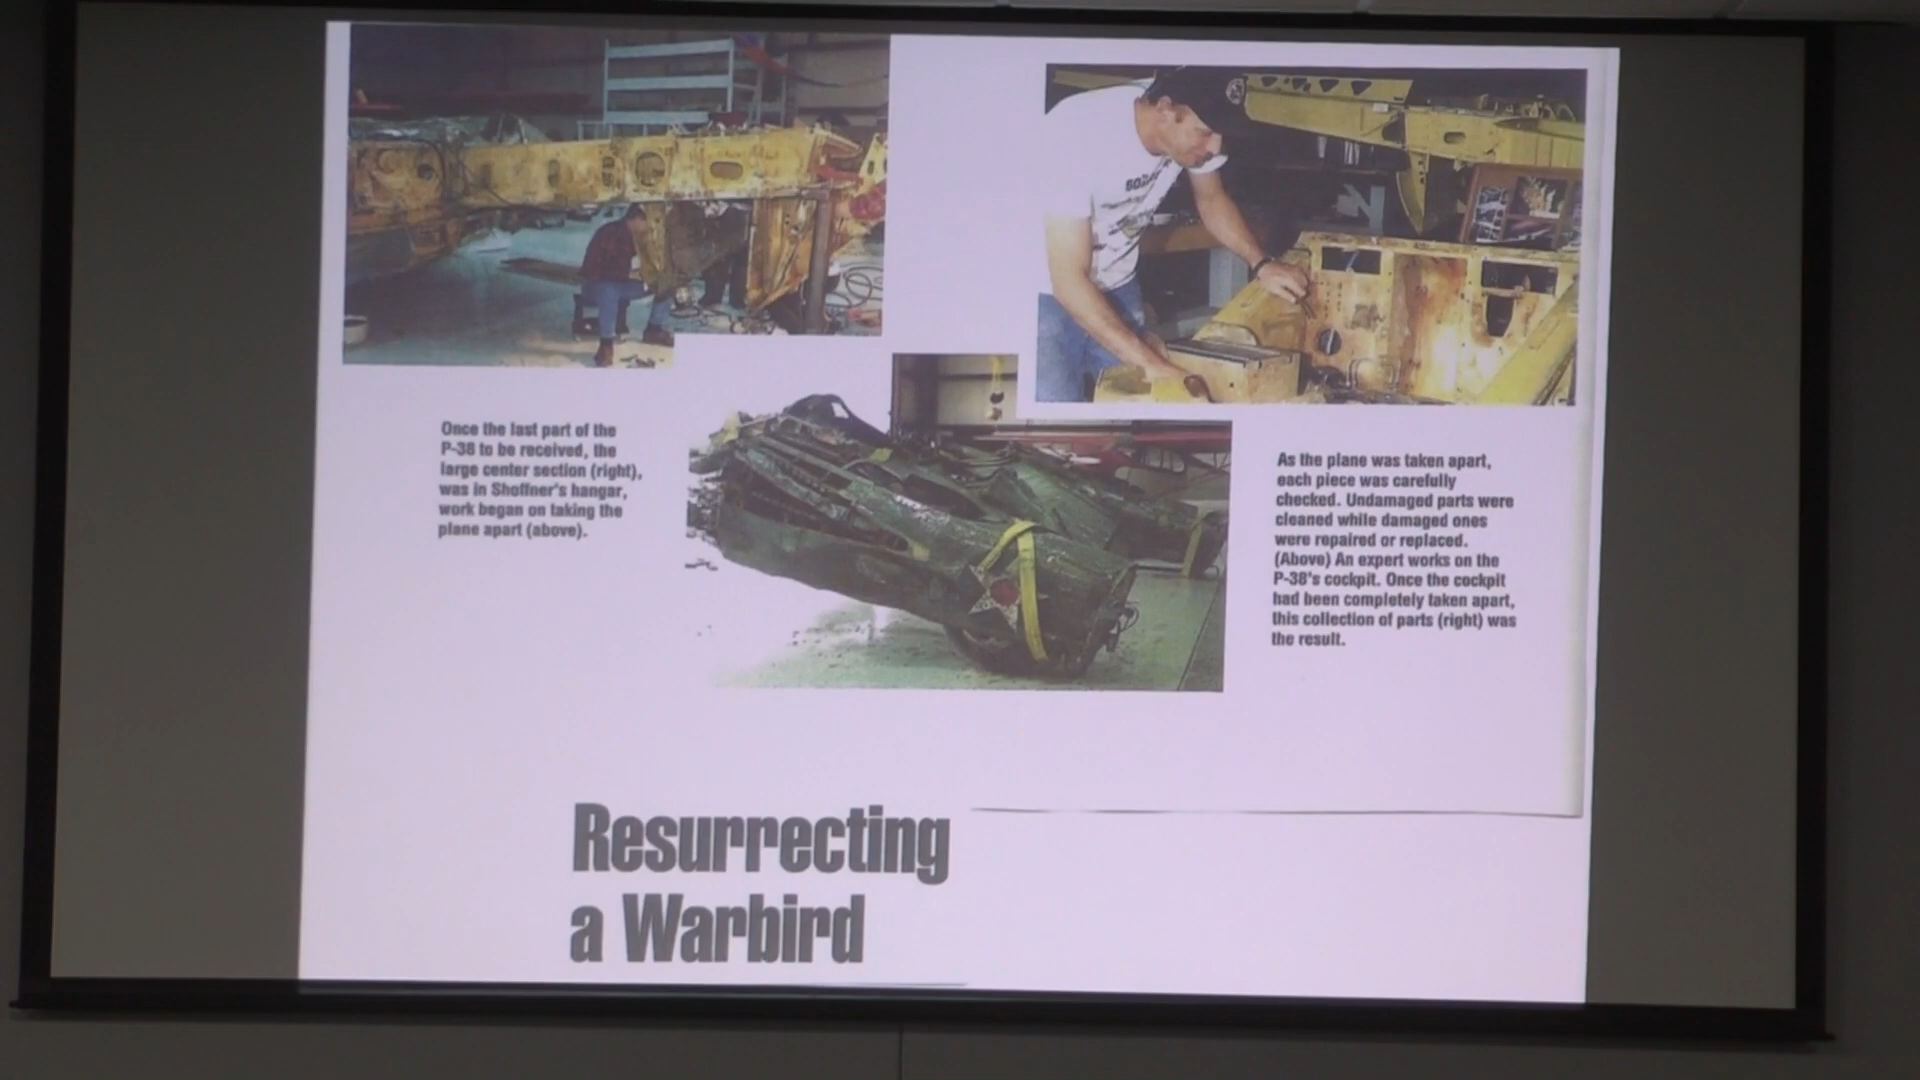 Once the last part of the
P-38 to be received, the
large center section (right),
was in Shoffner's hangar,
work began on taking the
plane apart (above).
As the plane was taken apart,
each piece was carefully
checked. Undamaged parts were
cleaned while damaged ones
were repaired or replaced.
(Above) An expert works on the
P-38's cockpit. Once the cockpit
had been completely taken apart,
this collection of parts (right) was
the result.
Resurrecting
a Warbird